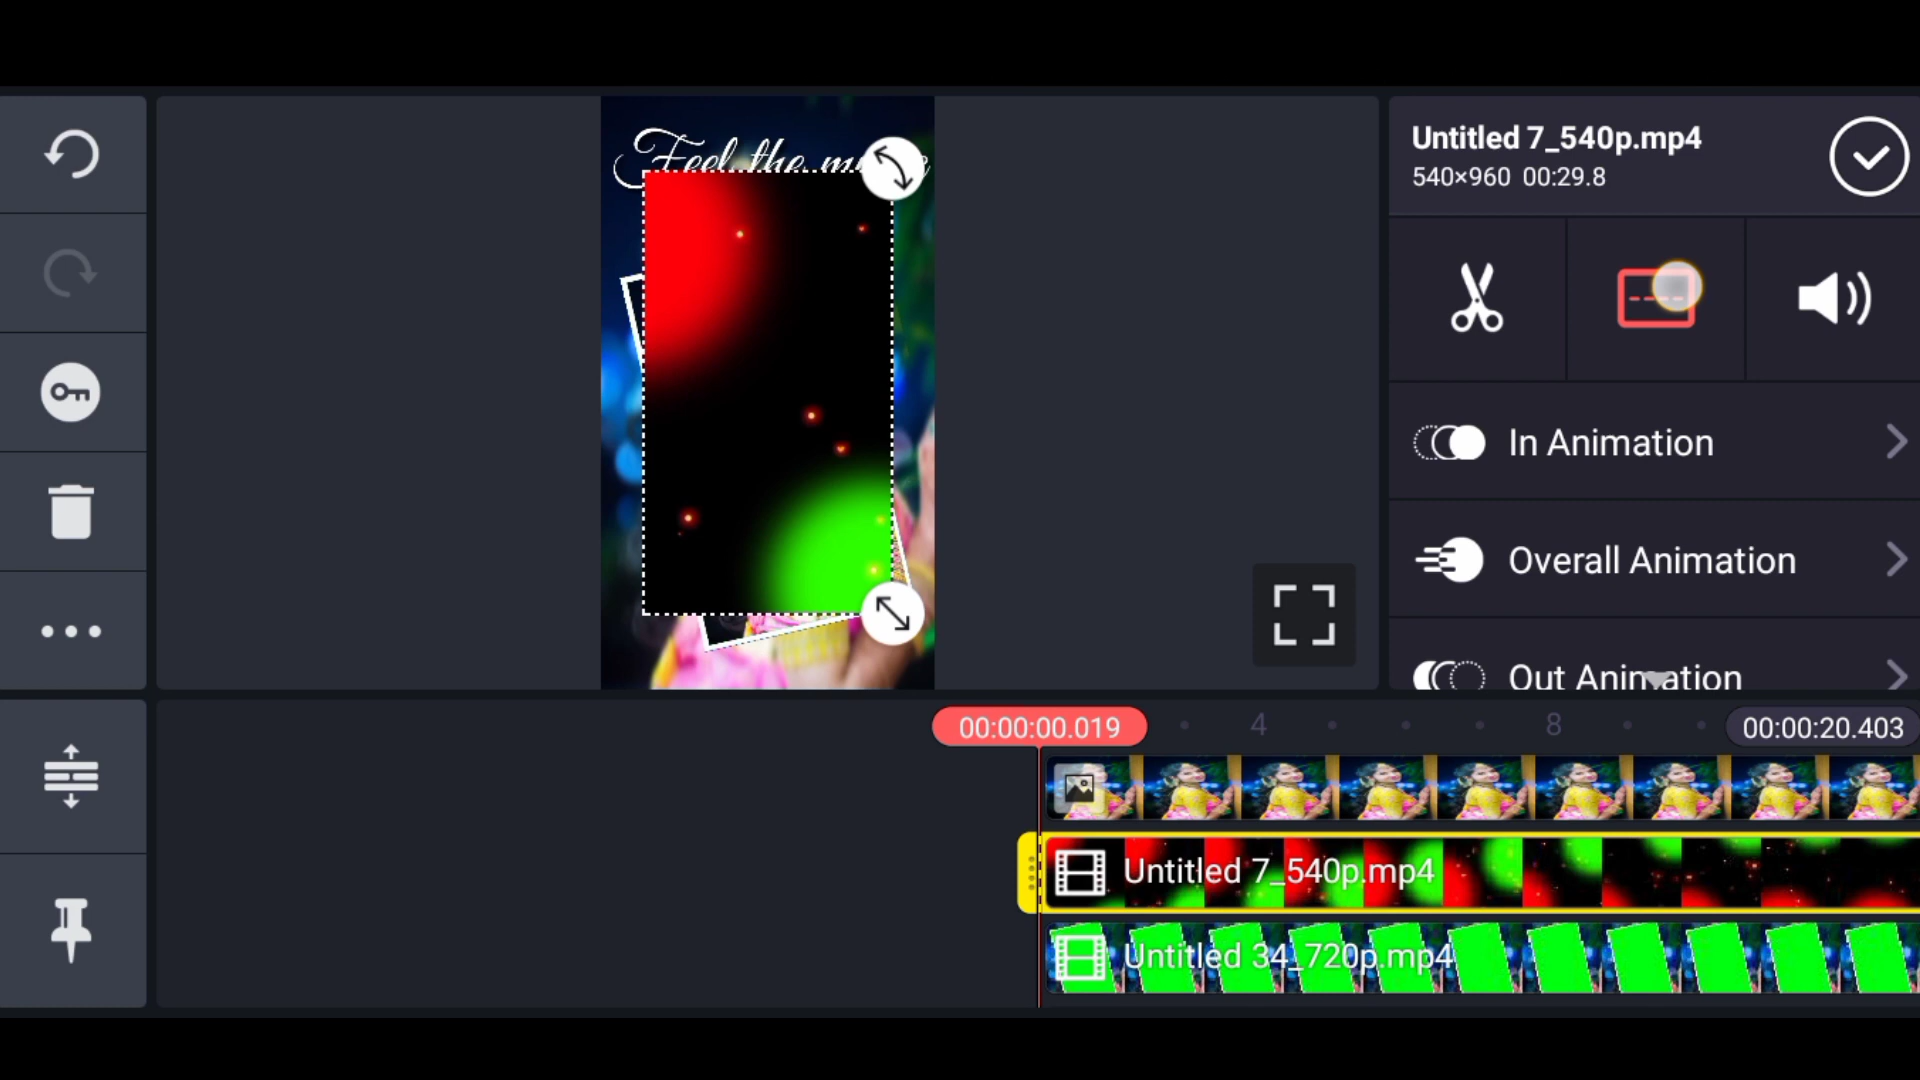 Feel the
Untitled 7_540p.mp4
540×960 00:29.8
In Animation
Overall Animation
Out Animation
00:00:00.019
4
8
00:00:20.403
Untitled 7_540p.mp4
Untitled 34_720p.mp4